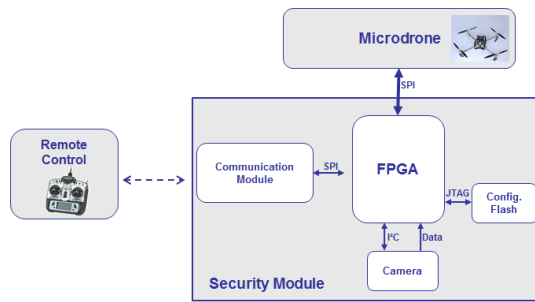 Microdrone
SPI
Remote
Control
Communication
Module
SPI
FPGA
JTAG
Config.
Flash
I²C
Data
Camera
Security Module